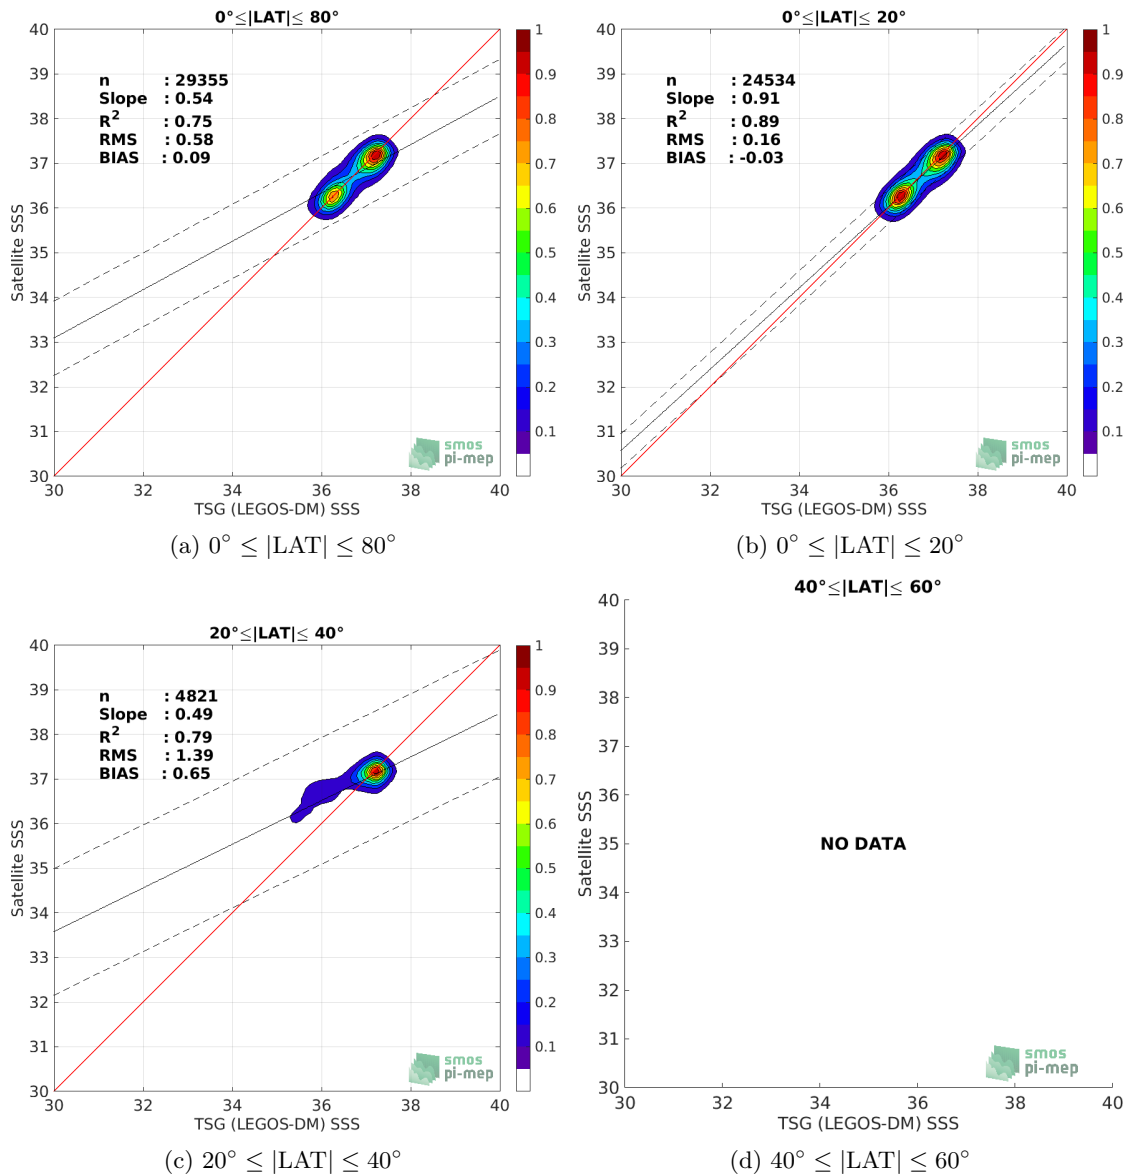 0°≤|LAT|≤ 80°
n : 29355
Slope : 0.54
R² : 0.75
RMS : 0.58
BIAS : 0.09
40
39
38
37
36
35
34
33
32
31
30
30
32
34
36
38
40
Satellite SSS
TSG (LEGOS-DM) SSS
1
0.9
0.8
0.7
0.6
0.5
0.4
0.3
0.2
0.1
smos
pi-mep
(a) 0° ≤ |LAT| ≤ 80°
0°≤|LAT|≤ 20°
n : 24534
Slope : 0.91
R² : 0.89
RMS : 0.16
BIAS : -0.03
40
39
38
37
36
35
34
33
32
31
30
30
32
34
36
38
40
Satellite SSS
TSG (LEGOS-DM) SSS
1
0.9
0.8
0.7
0.6
0.5
0.4
0.3
0.2
0.1
smos
pi-mep
(b) 0° ≤ |LAT| ≤ 20°
20°≤|LAT|≤ 40°
n : 4821
Slope : 0.49
R² : 0.79
RMS : 1.39
BIAS : 0.65
40
39
38
37
36
35
34
33
32
31
30
30
32
34
36
38
40
Satellite SSS
TSG (LEGOS-DM) SSS
1
0.9
0.8
0.7
0.6
0.5
0.4
0.3
0.2
0.1
smos
pi-mep
(c) 20° ≤ |LAT| ≤ 40°
40°≤|LAT|≤ 60°
40
39
38
37
36
35
34
33
32
31
30
30
32
34
36
38
40
Satellite SSS
NO DATA
TSG (LEGOS-DM) SSS
smos
pi-mep
(d) 40° ≤ |LAT| ≤ 60°